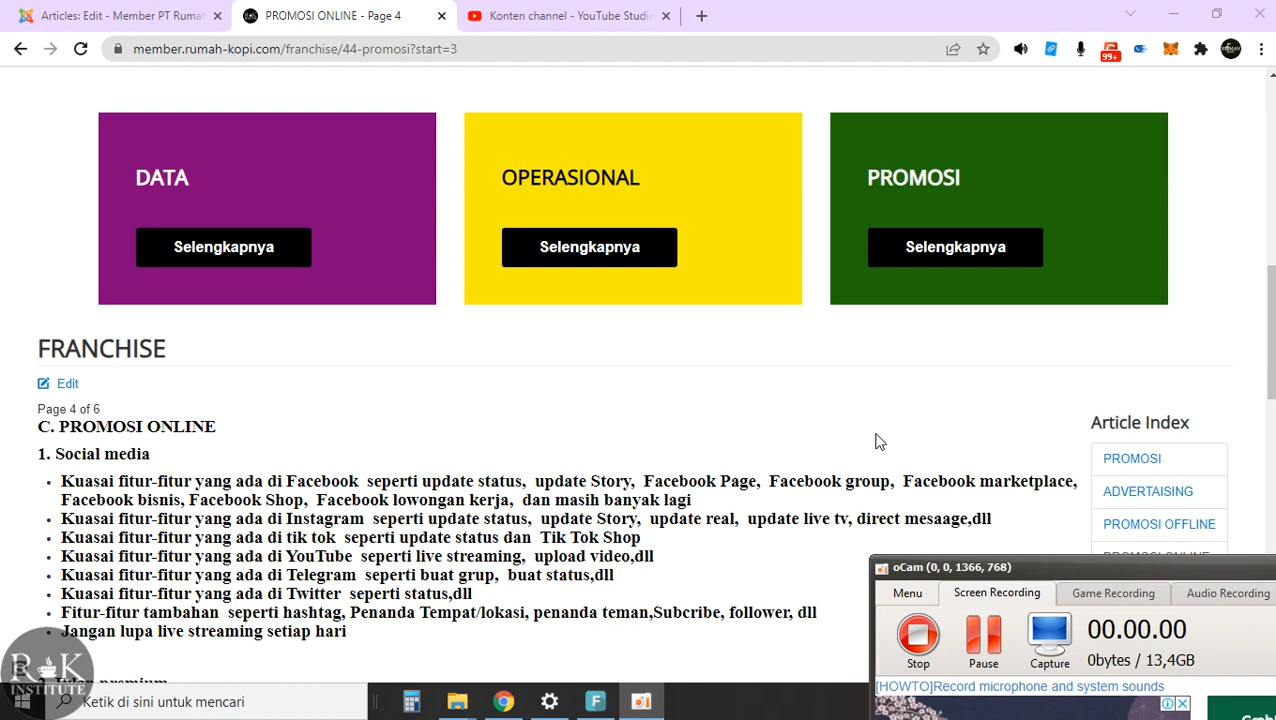 Articles: Edit - Member PT Rumah
PROMOSI ONLINE - Page 4
Konten channel - YouTube Studio
member.rumah-kopi.com/franchise/44-promosi?start=3
99+
DATA
Selengkapnya
OPERASIONAL
Selengkapnya
PROMOSI
Selengkapnya
FRANCHISE
Edit
Page 4 of 6
C. PROMOSI ONLINE
1. Social media
Kuasai fitur-fitur yang ada di Facebook seperti update status, update Story, Facebook Page, Facebook group, Facebook marketplace,
Facebook bisnis, Facebook Shop, Facebook lowongan kerja, dan masih banyak lagi
Kuasai fitur-fitur yang ada di Instagram seperti update status, update Story, update real, update live tv, direct mesaage,dll
Kuasai fitur-fitur yang ada di tik tok seperti update status dan Tik Tok Shop
Kuasai fitur-fitur yang ada di YouTube seperti live streaming, upload video,dll
Kuasai fitur-fitur yang ada di Telegram seperti buat grup, buat status,dll
Kuasai fitur-fitur yang ada di Twitter seperti status,dll
Fitur-fitur tambahan seperti hashtag, Penanda Tempat/lokasi, penanda teman,Subcribe, follower, dll
Jangan lupa live streaming setiap hari
Article Index
PROMOSI
ADVERTAISING
PROMOSI OFFLINE
PROMOSI ONLINE
oCam (0, 0, 1366, 768)
Menu
Screen Recording
Game Recording
Audio Recording
Stop
Pause
Capture
00.00.00
0bytes / 13,4GB
[HOWTO]Record microphone and system sounds
R K
INSTITUTE
Ketik di sini untuk mencari